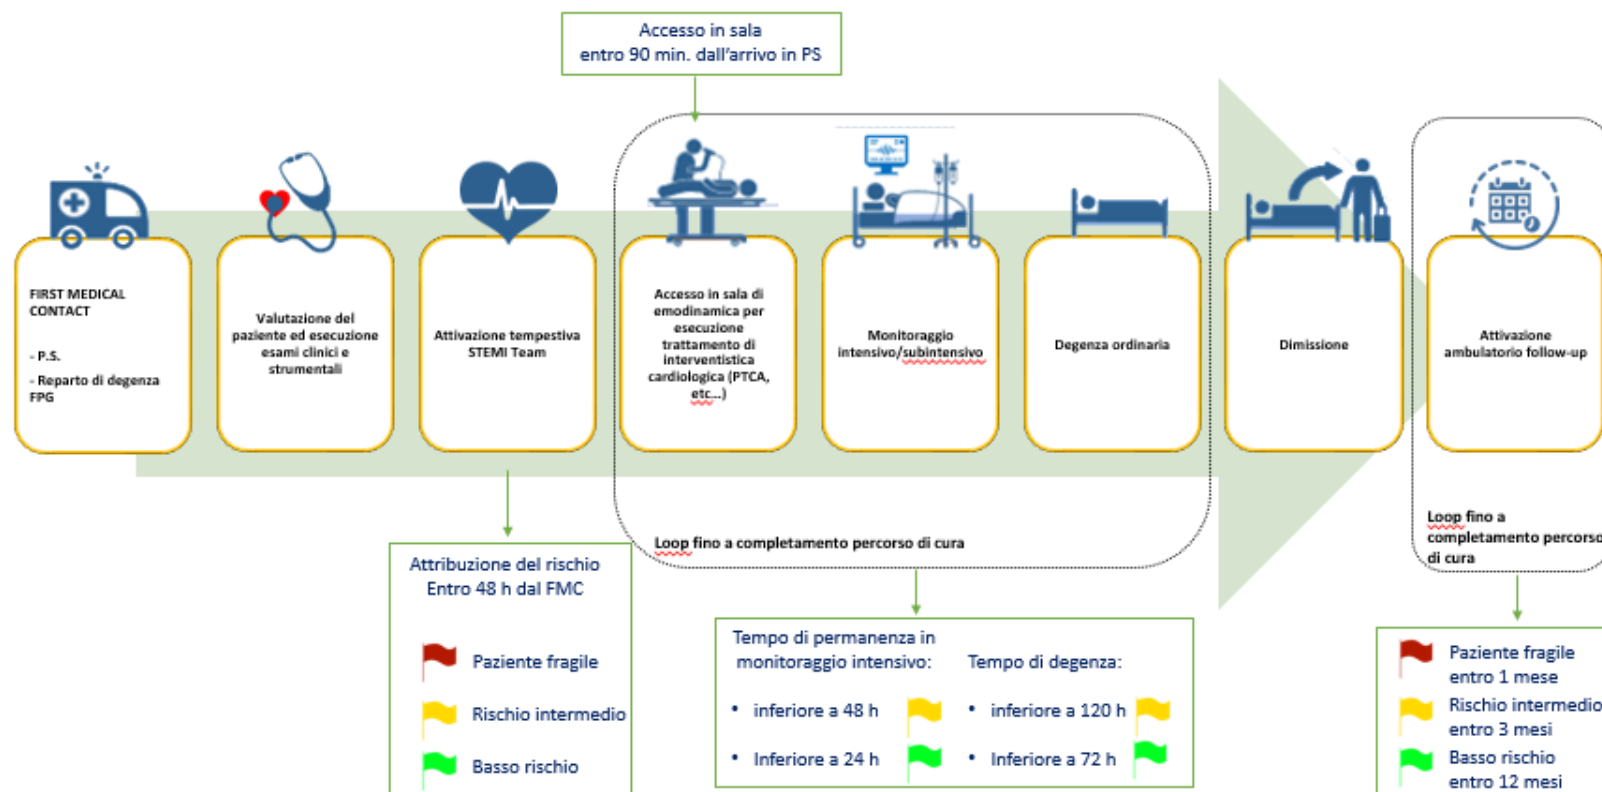 Accesso in sala
entro 90 min. dall'arrivo in PS
FIRST MEDICAL
CONTACT
- P.S.
- Reparto di degenza
FPG
Valutazione del
paziente ed esecuzione
esami clinici e
strumentali
Attivazione tempestiva
STEMI Team
Accesso in sala di
emodinamica per
esecuzione
trattamento di
interventistica
cardiologica (PTCA,
etc...)
Monitoraggio
intensivo/subintensivo
Degenza ordinaria
Dimissione
Attivazione
ambulatorio follow-up
Loop fino a completamento percorso di cura
Loop fino a
completamento percorso
di cura
Attribuzione del rischio
Entro 48 h dal FMC
Paziente fragile
Rischio intermedio
Basso rischio
Tempo di permanenza in
monitoraggio intensivo:
• inferiore a 48 h
• Inferiore a 24 h
Tempo di degenza:
• inferiore a 120 h
• Inferiore a 72 h
Paziente fragile
entro 1 mese
Rischio intermedio
entro 3 mesi
Basso rischio
entro 12 mesi